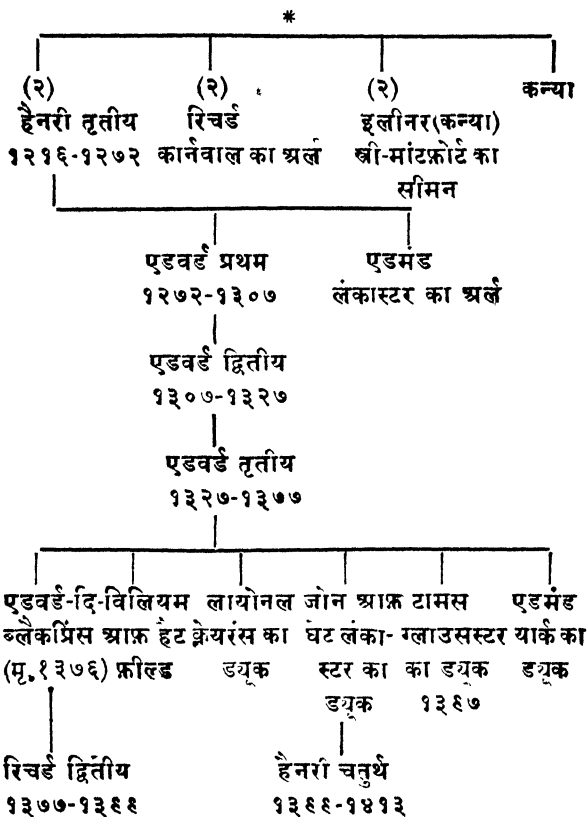 *
(२) (२) (२) कन्या
हैनरी तृतीय रिचर्ड इलीनर(कन्या)
१२१६-१२७२ कार्नवाल का अर्ल स्त्री-मांटफ़ोर्ट का
सीमन
एडवर्ड प्रथम एडमंड
१२७२-१३०७ लंकास्टर का अर्ल
एडवर्ड द्वितीय
१३०७-१३२७
एडवर्ड तृतीय
१३२७-१३७७
एडवर्ड-दि-विलियम लायोनल जोन आफ़ टामस एडमंड
ब्लैकप्रिंस आफ़ हैट क्लेयरंस का घेट लंका- ग्लाउसस्टर यार्क का
(मृ.१३७६) फ़ील्ड ड्यूक स्टर का का ड्यूक ड्यूक
ड्यूक १३९७
रिचर्ड द्वितीय हैनरी चतुर्थ
१३७७-१३९९ १३९९-१४१३